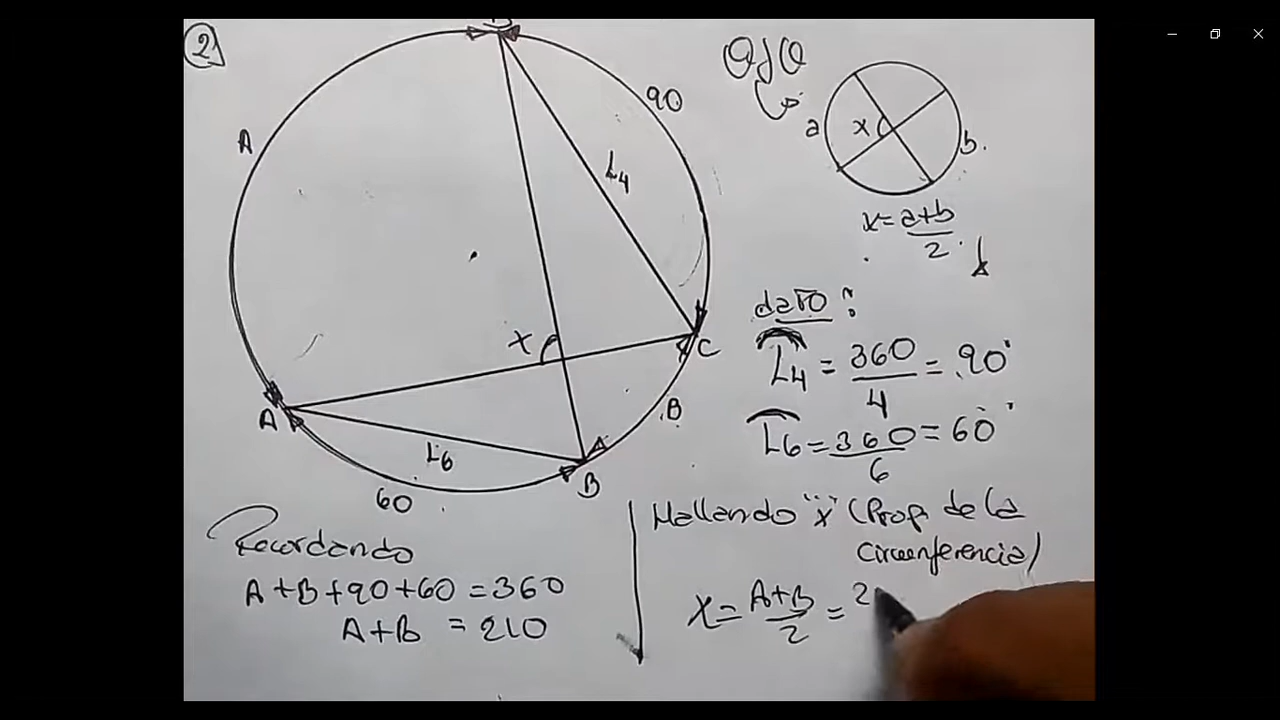 2
A
90
L4
X
A
C
B
L6
B
60
OJO
a
x
b.
x = a+b
2
dato :
L4 = 360 = 90°
4
L6 = 360 = 60°
6
Recordando
A+B+90+60 = 360
A+B = 210
Hallando "x" (Prop. de la
circunferencia)
X = A+B = 2
2